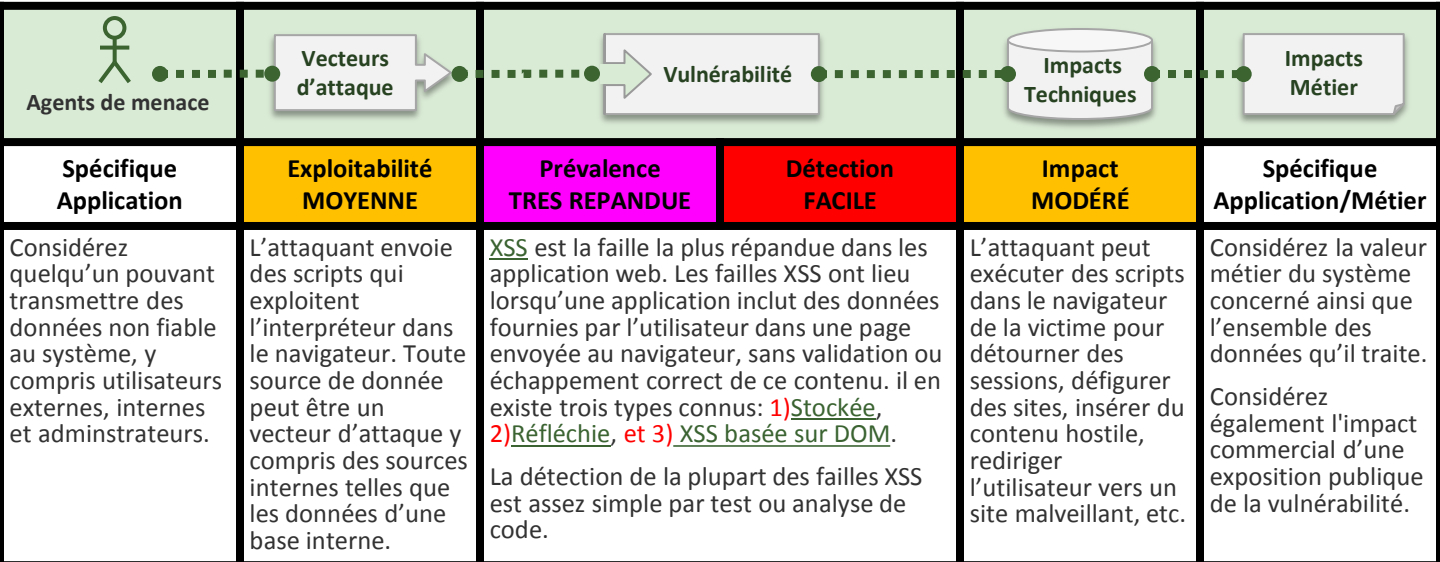 Agents de menace
Vecteurs
d'attaque
Vulnérabilité
Impacts
Techniques
Impacts
Métier
Spécifique
Application
Exploitabilité
MOYENNE
Prévalence
TRES REPANDUE
Détection
FACILE
Impact
MODÉRÉ
Spécifique
Application/Métier
Considérez
quelqu'un pouvant
transmettre des
données non fiable
au système, y
compris utilisateurs
externes, internes
et adminstrateurs.
L'attaquant envoie
des scripts qui
exploitent
l'interpréteur dans
le navigateur. Toute
source de donnée
peut être un
vecteur d'attaque y
compris des sources
internes telles que
les données d'une
base interne.
XSS est la faille la plus répandue dans les
application web. Les failles XSS ont lieu
lorsqu'une application inclut des données
fournies par l'utilisateur dans une page
envoyée au navigateur, sans validation ou
échappement correct de ce contenu. il en
existe trois types connus: 1)Stockée,
2)Réfléchie, et 3) XSS basée sur DOM.
La détection de la plupart des failles XSS
est assez simple par test ou analyse de
code.
L'attaquant peut
exécuter des scripts
dans le navigateur
de la victime pour
détourner des
sessions, défigurer
des sites, insérer du
contenu hostile,
rediriger
l'utilisateur vers un
site malveillant, etc.
Considérez la valeur
métier du système
concerné ainsi que
l'ensemble des
données qu'il traite.
Considérez
également l'impact
commercial d'une
exposition publique
de la vulnérabilité.